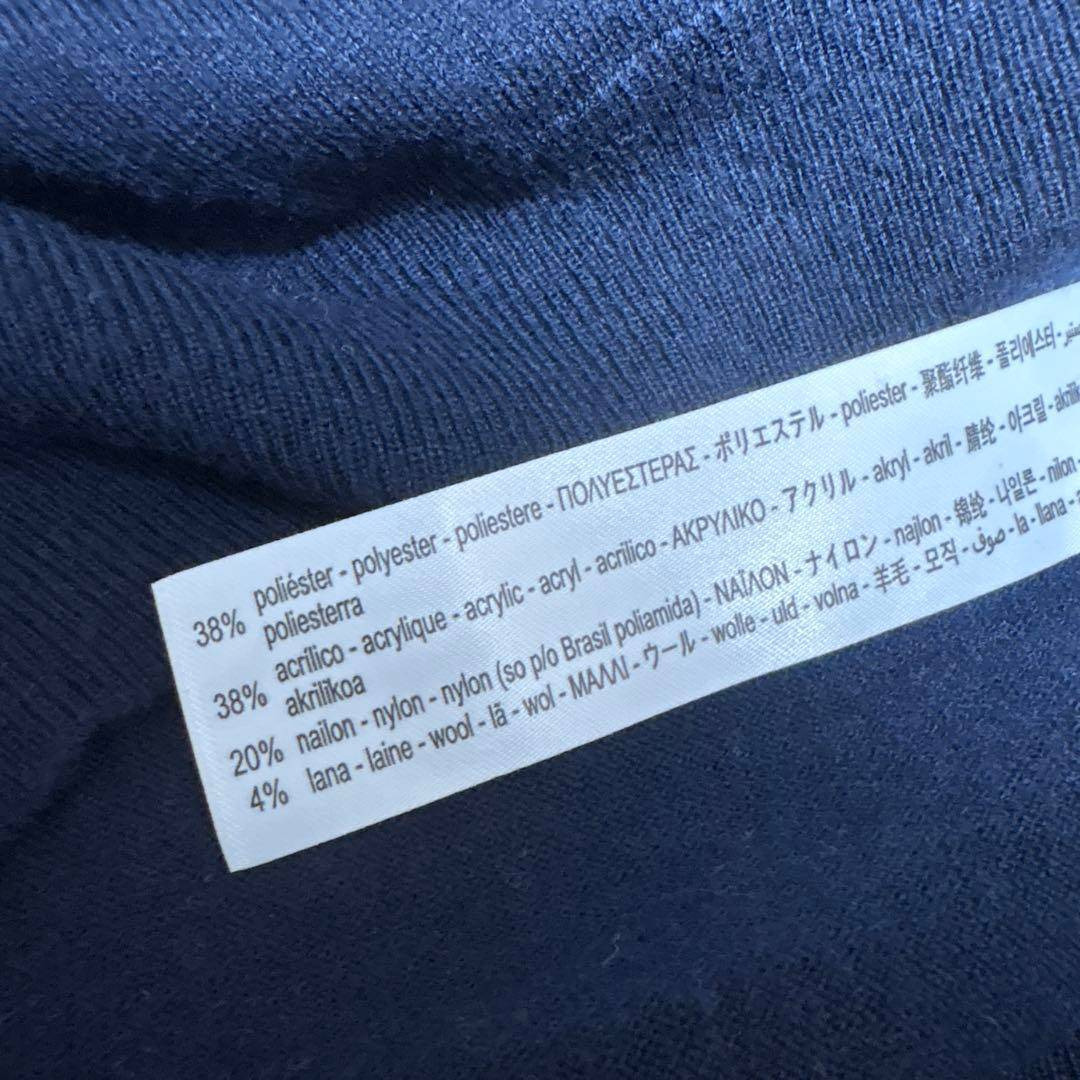 38% poliéster - polyester - poliestere - ΠΟΛΥΕΣΤΕΡΑΣ - ポリエステル - poliester - 聚酯纤维 - 폴리에스터 -
poliesterra
38% acrílico - acrylique - acrylic - acryl - acrilico - ΑΚΡΥΛΙΚΟ - アクリル - akryl - akril - 腈纶 - 아크릴 -
akrilikoa
20% nailon - nylon - nylon (so p/o Brasil poliamida) - ΝΑΪΛΟΝ - ナイロン - najlon - 锦纶 - 나일론 - nilon -
4% lana - laine - wool - lã - wol - ΜΑΛΛΙ - ウール - wolle - uld - volna - 羊毛 - 모직 - صوف - la - llana -